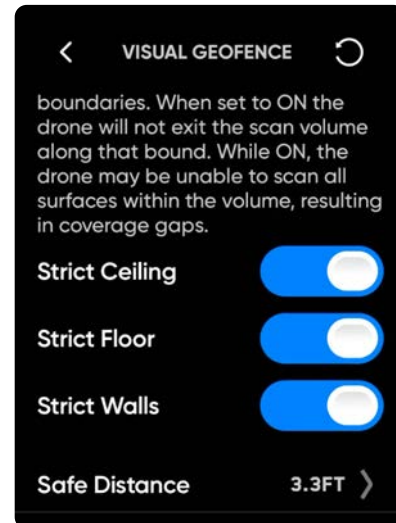 VISUAL GEOFENCE
boundaries. When set to ON the
drone will not exit the scan volume
along that bound. While ON, the
drone may be unable to scan all
surfaces within the volume, resulting
in coverage gaps.
Strict Ceiling
Strict Floor
Strict Walls
Safe Distance 3.3FT